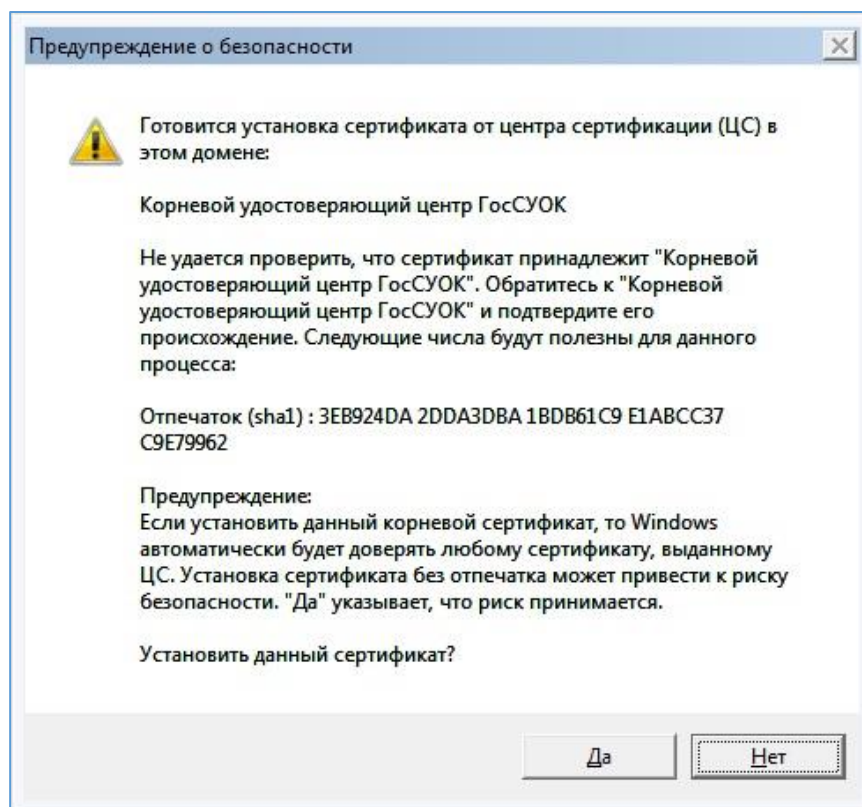 Предупреждение о безопасности
Готовится установка сертификата от центра сертификации (ЦС) в
этом домене:
Корневой удостоверяющий центр ГосСУОК
Не удается проверить, что сертификат принадлежит "Корневой
удостоверяющий центр ГосСУОК". Обратитесь к "Корневой
удостоверяющий центр ГосСУОК" и подтвердите его
происхождение. Следующие числа будут полезны для данного
процесса:
Отпечаток (sha1) : 3EB924DA 2DDA3DBA 1BDB61C9 E1ABCC37
C9E79962
Предупреждение:
Если установить данный корневой сертификат, то Windows
автоматически будет доверять любому сертификату, выданному
ЦС. Установка сертификата без отпечатка может привести к риску
безопасности. "Да" указывает, что риск принимается.
Установить данный сертификат?
Да
Нет